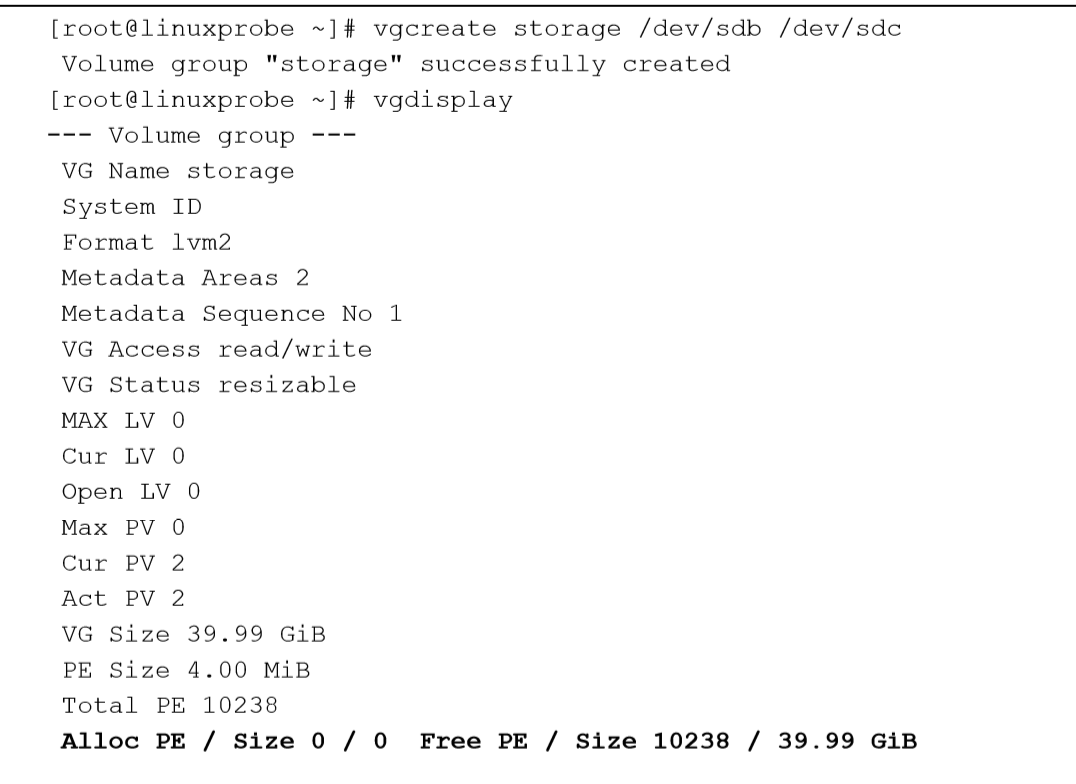 [root@linuxprobe ~]# vgcreate storage /dev/sdb /dev/sdc
Volume group "storage" successfully created
[root@linuxprobe ~]# vgdisplay
--- Volume group ---
VG Name storage
System ID
Format lvm2
Metadata Areas 2
Metadata Sequence No 1
VG Access read/write
VG Status resizable
MAX LV 0
Cur LV 0
Open LV 0
Max PV 0
Cur PV 2
Act PV 2
VG Size 39.99 GiB
PE Size 4.00 MiB
Total PE 10238
Alloc PE / Size 0 / 0  Free PE / Size 10238 / 39.99 GiB